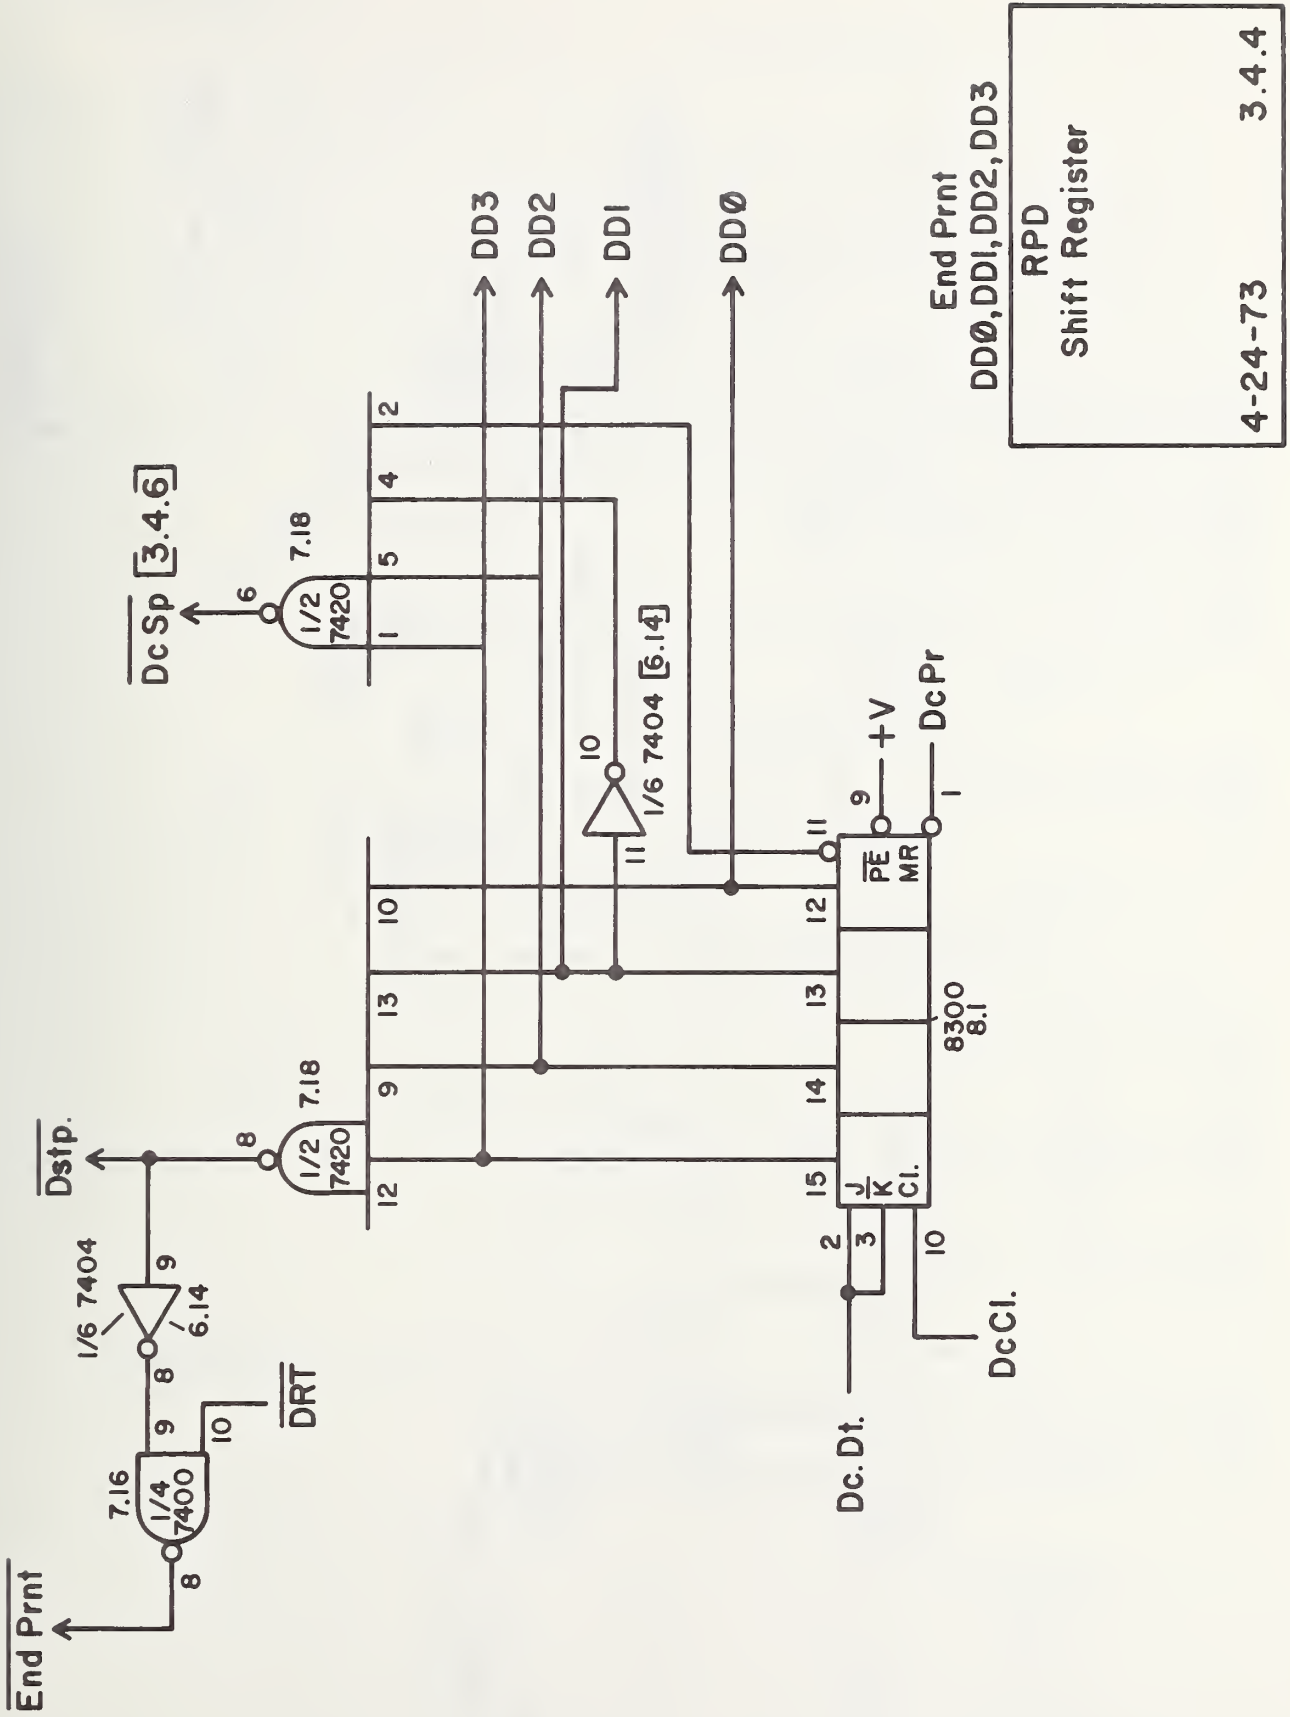 End Prnt
8
7.16
1/4
7400
9
10
DRT
8
1/6 7404
6.14
9
Dstp.
8
7.18
1/2
7420
12
9
13
10
DcSp [3.4.6]
6
7.18
1/2
7420
1
5
4
2
DD3
DD2
DD1
DDØ
11
10
1/6 7404 [6.14]
15
14
13
12
11
Dc. Dt.
2
3
10
J
K
Cl.
PE
MR
9
+V
1
DcPr
DcCl.
8300
8.1
End Prnt
DDØ,DD1,DD2,DD3
RPD
Shift Register
4-24-73
3.4.4